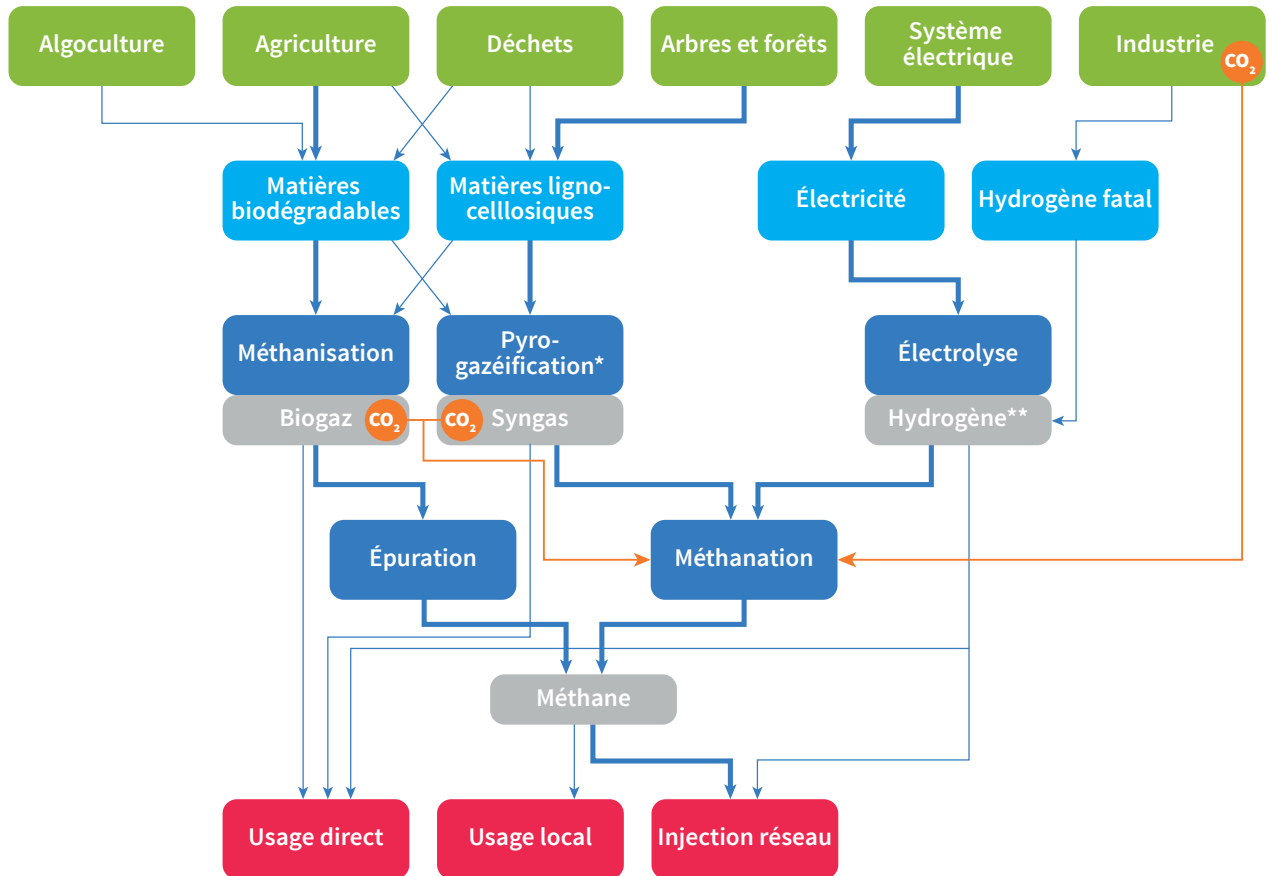 Algoculture
Agriculture
Déchets
Arbres et forêts
Système
électrique
Industrie
CO₂
Matières
biodégradables
Matières ligno-
celllosiques
Électricité
Hydrogène fatal
Méthanisation
Pyro-
gazéification*
Électrolyse
Biogaz
CO₂
CO₂
Syngas
Hydrogène**
Épuration
Méthanation
Méthane
Usage direct
Usage local
Injection réseau